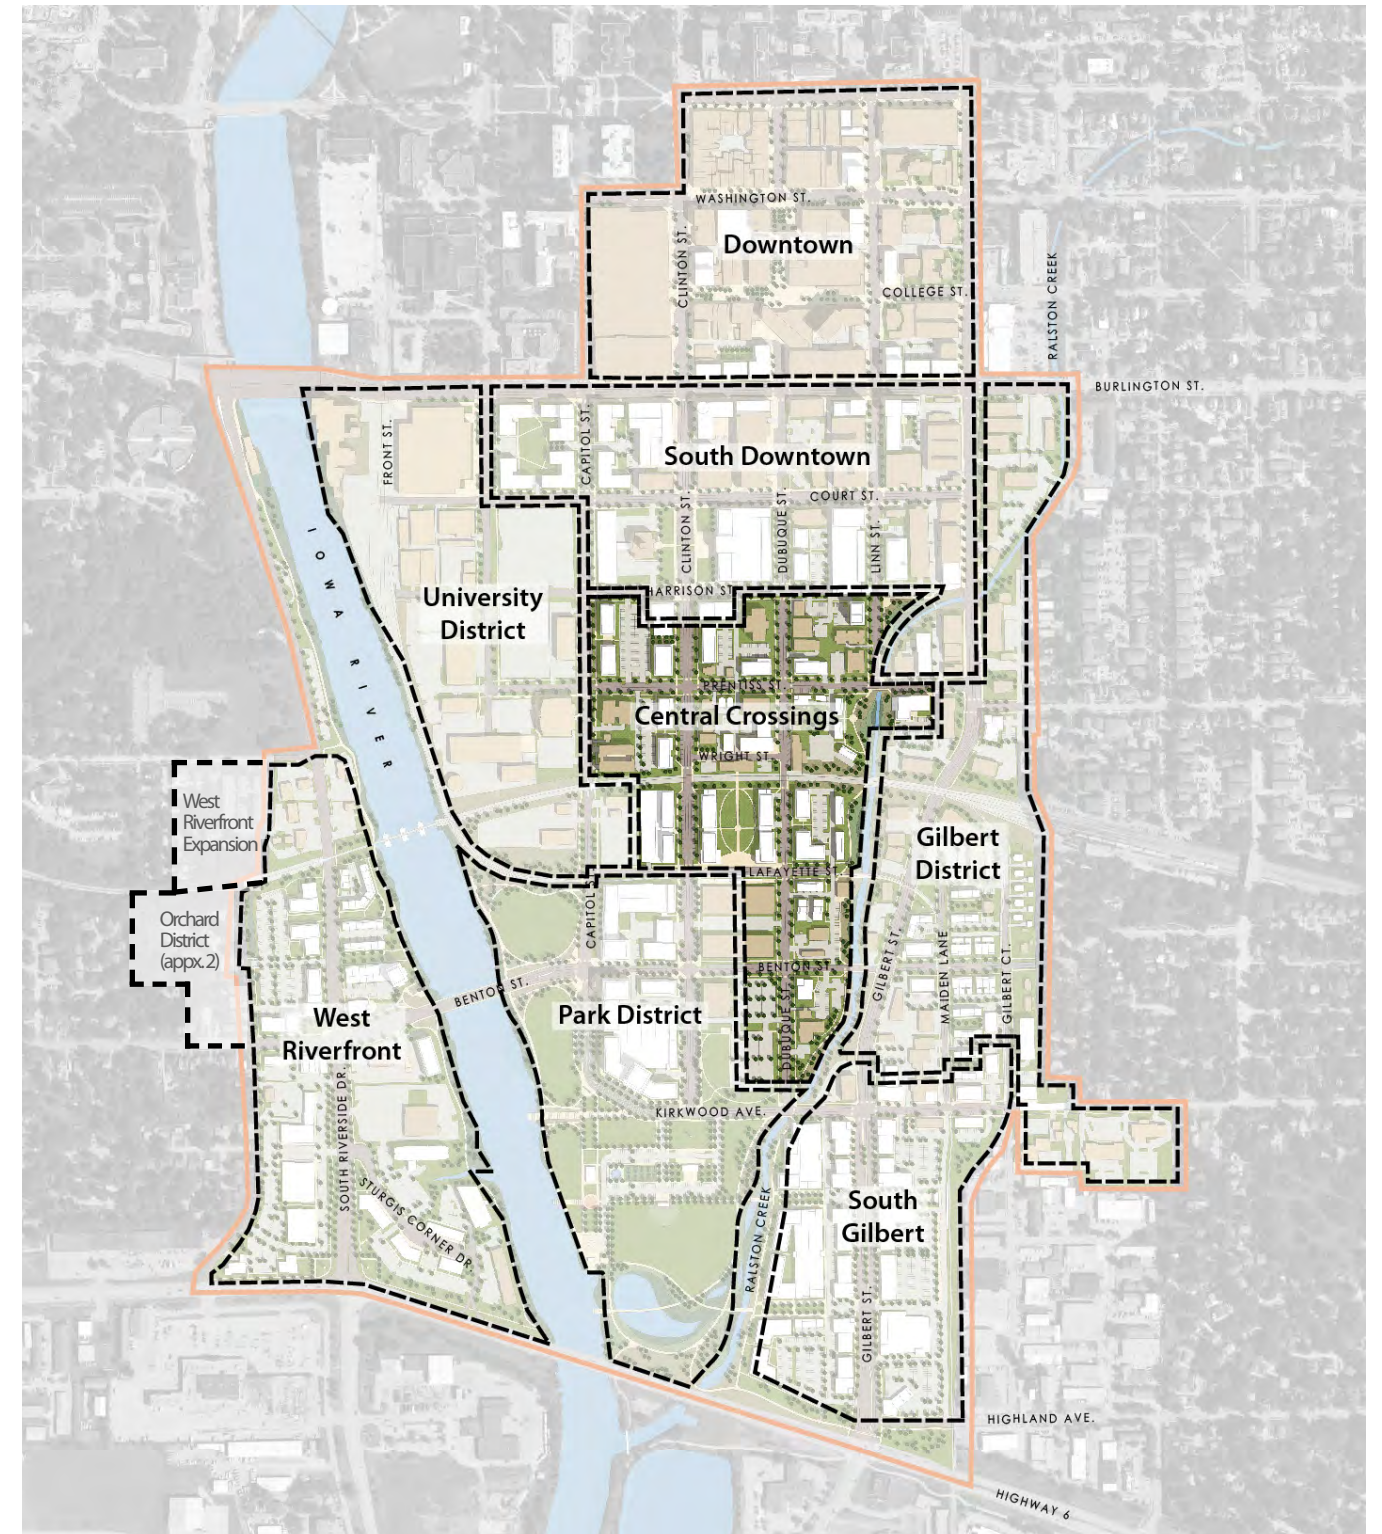 WASHINGTON ST.
Downtown
CLINTON ST.
COLLEGE ST.
RALSTON CREEK
BURLINGTON ST.
FRONT ST.
CAPITOL ST.
South Downtown
COURT ST.
CLINTON ST.
DUBUQUE ST.
LINN ST.
IOWA RIVER
University
District
HARRISON ST
PRENTISS ST.
Central Crossings
WRIGHT ST.
West
Riverfront
Expansion
Gilbert
District
LAFAYETTE ST.
Orchard
District
(appx. 2)
CAPITOL S
BENTON ST.
BENTON ST.
GILBERT ST.
MAIDEN LANE
GILBERT CT.
West
Riverfront
Park District
DUBUQUE ST.
KIRKWOOD AVE.
SOUTH RIVERSIDE DR.
STURGIS CORNER DR.
RALSTON CREEK
South
Gilbert
GILBERT ST.
HIGHLAND AVE.
HIGHWAY 6